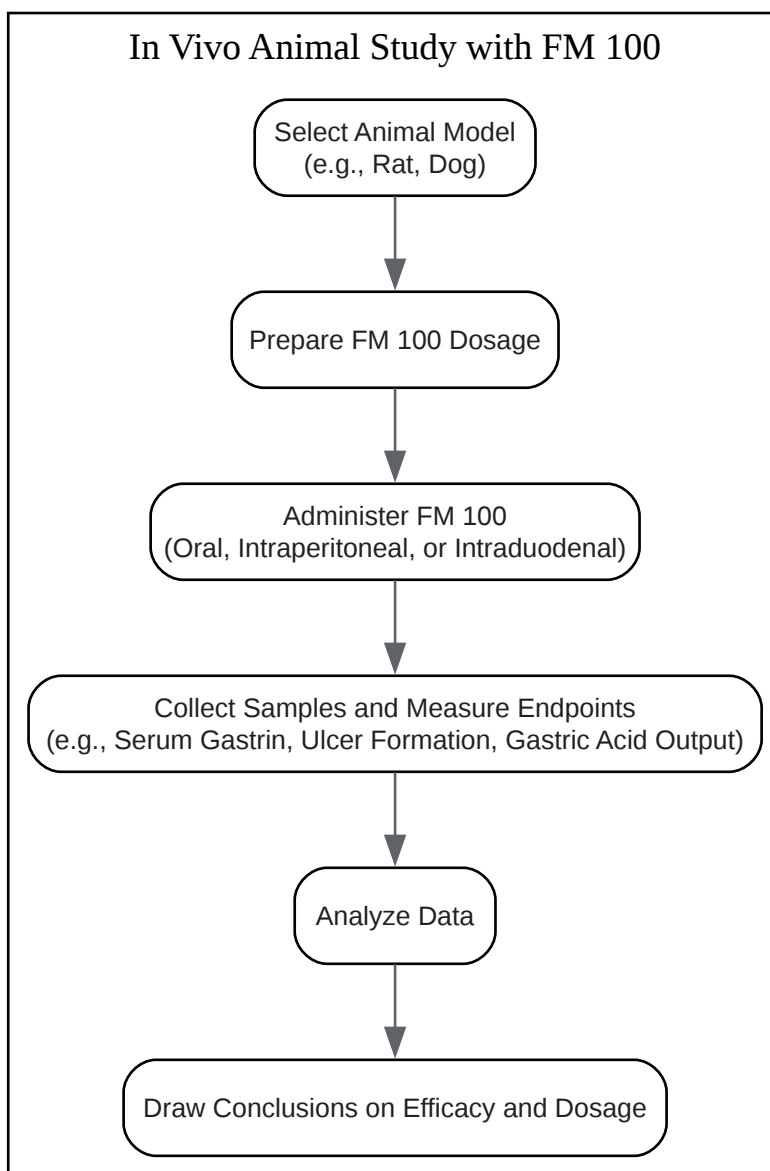 In Vivo Animal Study with FM 100
Select Animal Model
(e.g., Rat, Dog)
Prepare FM 100 Dosage
Administer FM 100
(Oral, Intraperitoneal, or Intraduodenal)
Collect Samples and Measure Endpoints
(e.g., Serum Gastrin, Ulcer Formation, Gastric Acid Output)
Analyze Data
Draw Conclusions on Efficacy and Dosage